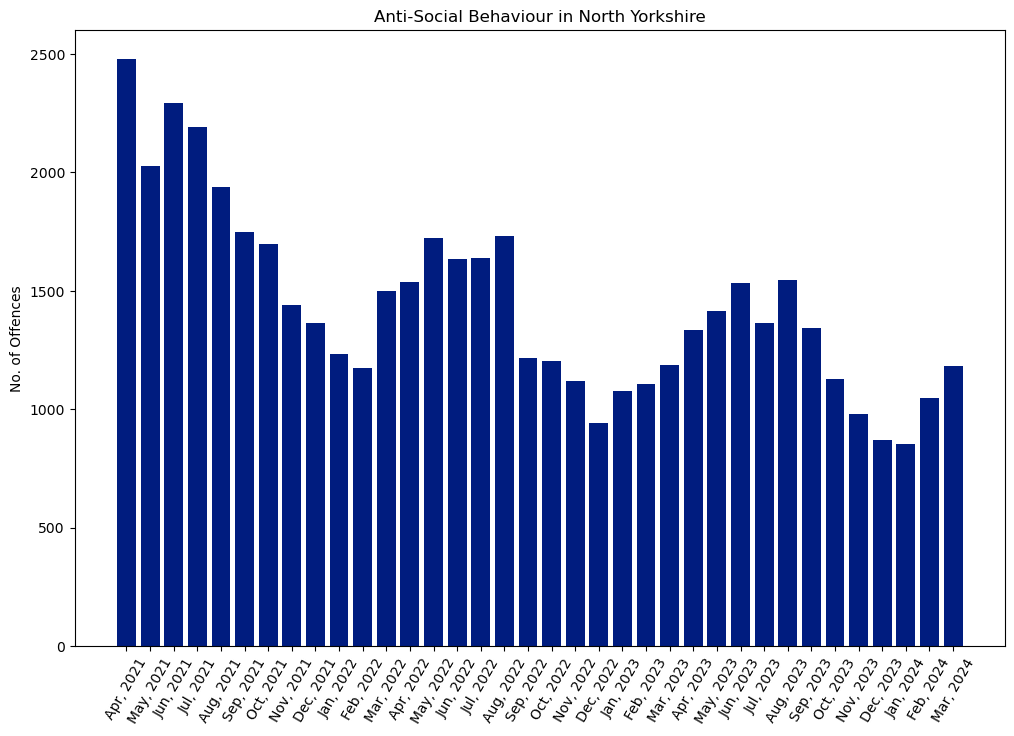 Anti-Social Behaviour in North Yorkshire
No. of Offences
2500
2000
1500
1000
500
0
Apr, 2021
May, 2021
Jun, 2021
Jul, 2021
Aug, 2021
Sep, 2021
Oct, 2021
Nov, 2021
Dec, 2021
Jan, 2022
Feb, 2022
Mar, 2022
Apr, 2022
May, 2022
Jun, 2022
Jul, 2022
Aug, 2022
Sep, 2022
Oct, 2022
Nov, 2022
Dec, 2022
Jan, 2023
Feb, 2023
Mar, 2023
Apr, 2023
May, 2023
Jun, 2023
Jul, 2023
Aug, 2023
Sep, 2023
Oct, 2023
Nov, 2023
Dec, 2023
Jan, 2024
Feb, 2024
Mar, 2024